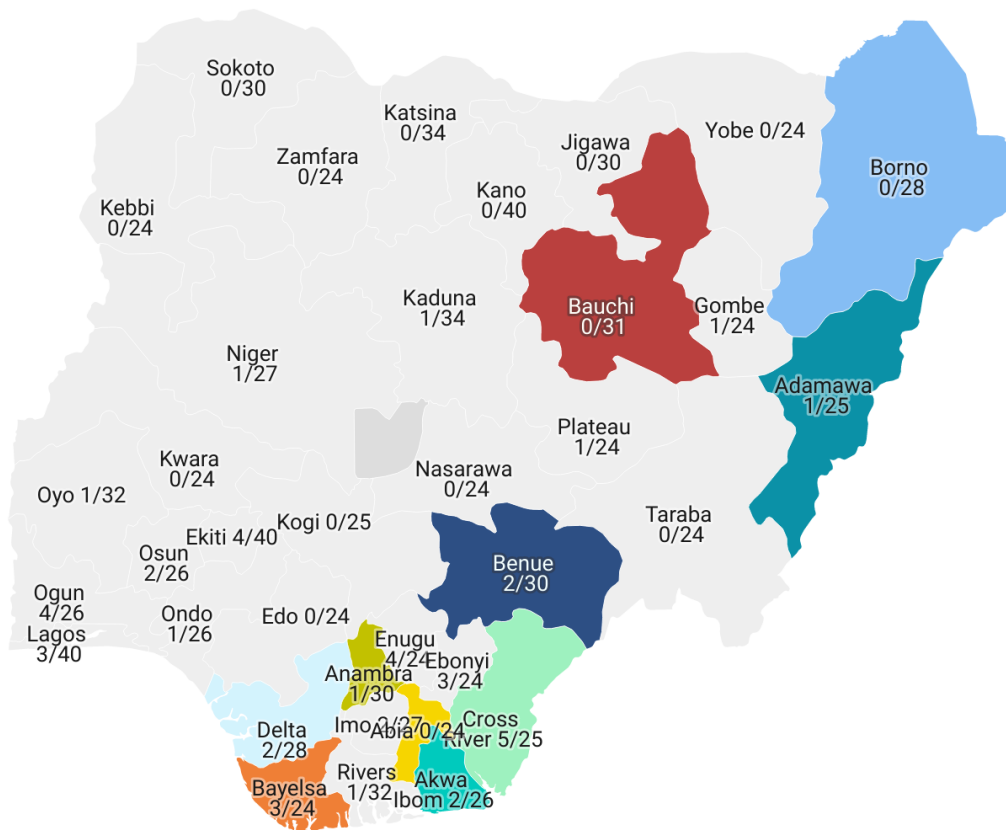 Sokoto
0/30
Katsina
0/34
Jigawa
0/30
Yobe 0/24
Zamfara
0/24
Borno
0/28
Kano
0/40
Kebbi
0/24
Kaduna
1/34
Bauchi
0/31
Gombe
1/24
Niger
1/27
Adamawa
1/25
Plateau
1/24
Kwara
0/24
Nasarawa
0/24
Oyo 1/32
Taraba
0/24
Kogi 0/25
Ekiti 4/40
Osun
2/26
Benue
2/30
Ogun
4/26
Ondo
1/26
Edo 0/24
Lagos
3/40
Enugu
4/24
Ebonyi
3/24
Anambra
1/30
Imo 2/27
Abia 0/24
Cross
River 5/25
Delta
2/28
Rivers
1/32
Akwa
Ibom 2/26
Bayelsa
3/24